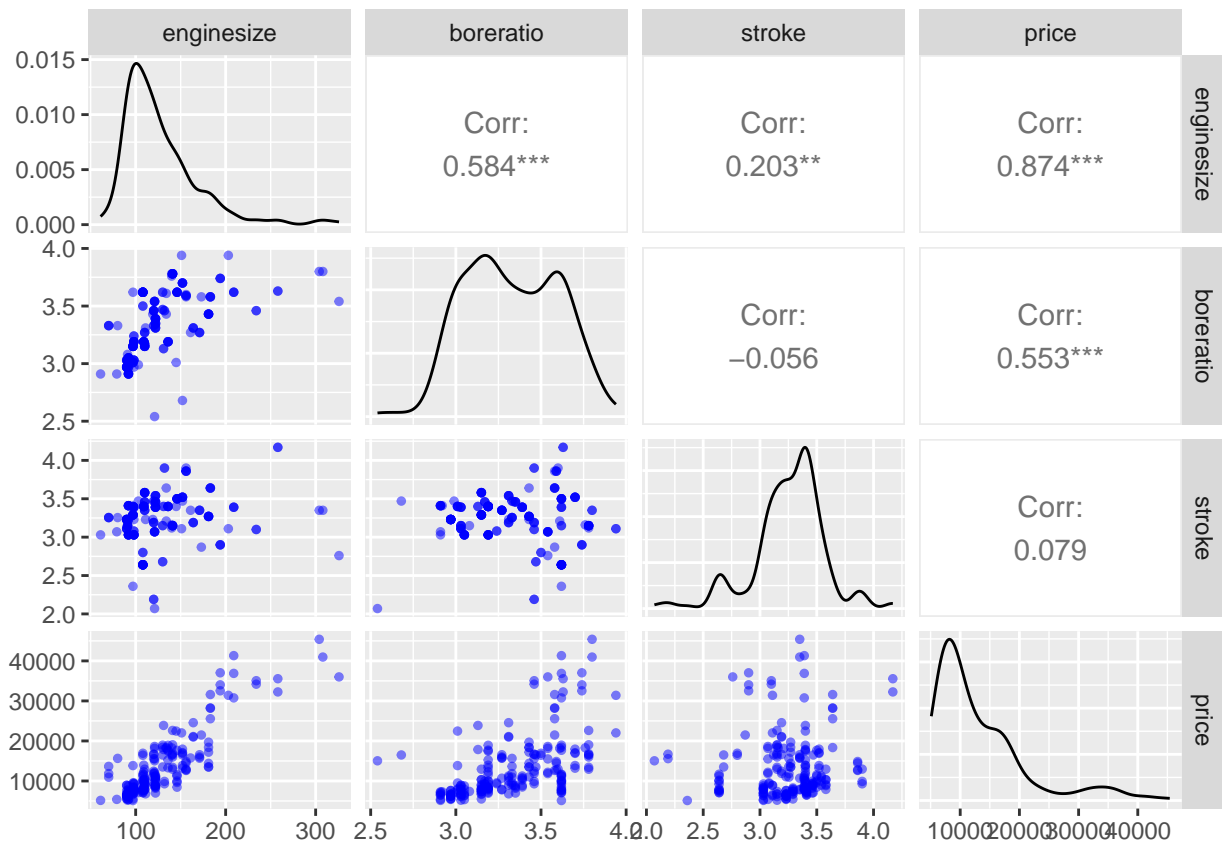 enginesize boreratio stroke price
0.015
0.010
0.005
0.000
Corr:
0.584***
Corr:
0.203**
Corr:
0.874***
enginesize
4.0
3.5
3.0
2.5
Corr:
−0.056
Corr:
0.553***
boreratio
4.0
3.5
3.0
2.5
2.0
Corr:
0.079
stroke
40000
30000
20000
10000
price
100 200 300
2.5 3.0 3.5 4.0
2.0 2.5 3.0 3.5 4.0
10000 20000 30000 40000